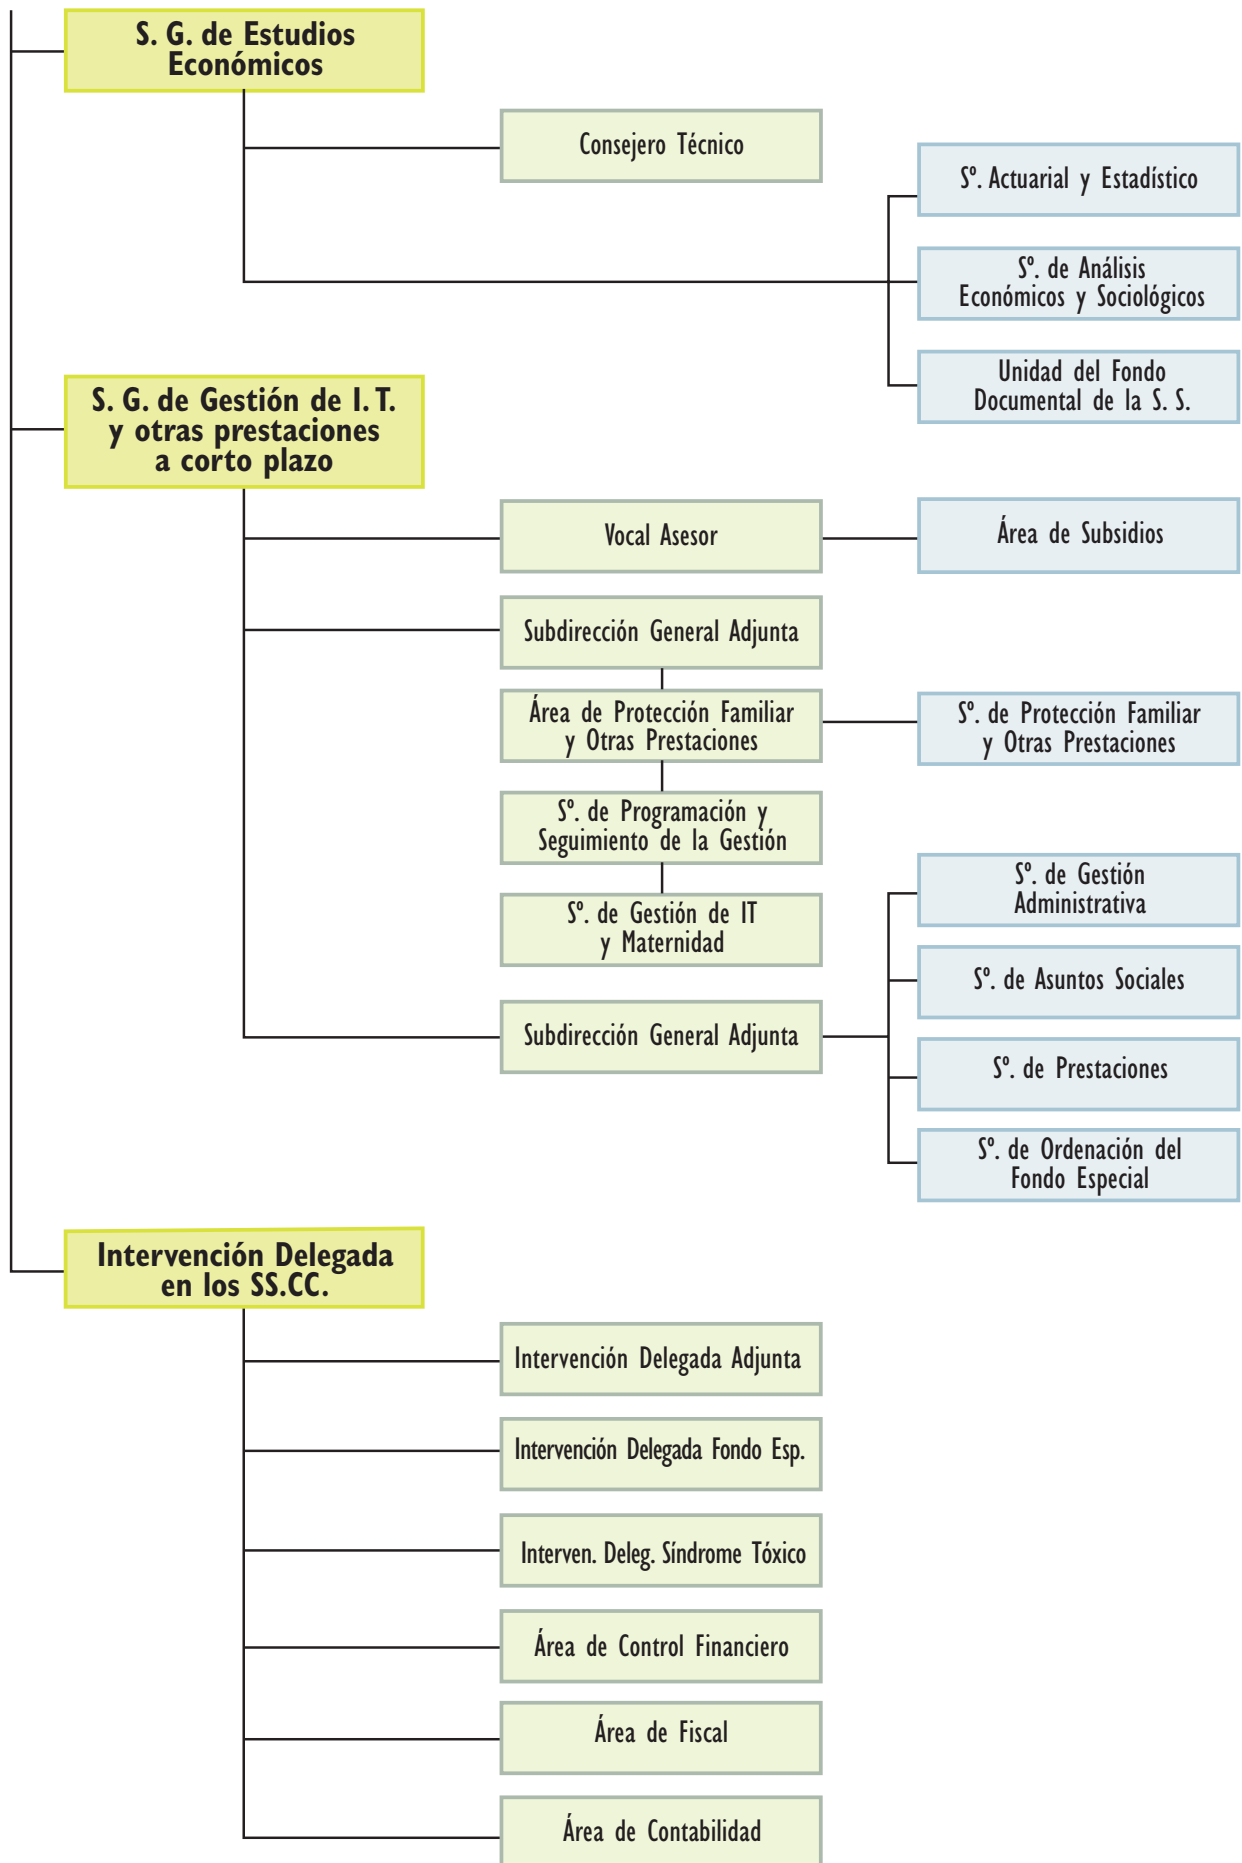 S. G. de Estudios
Económicos
Consejero Técnico
Sº. Actuarial y Estadístico
Sº. de Análisis
Económicos y Sociológicos
Unidad del Fondo
Documental de la S. S.
S. G. de Gestión de I. T.
y otras prestaciones
a corto plazo
Vocal Asesor
Área de Subsidios
Subdirección General Adjunta
Área de Protección Familiar
y Otras Prestaciones
Sº. de Protección Familiar
y Otras Prestaciones
Sº. de Programación y
Seguimiento de la Gestión
Sº. de Gestión de IT
y Maternidad
Subdirección General Adjunta
Sº. de Gestión
Administrativa
Sº. de Asuntos Sociales
Sº. de Prestaciones
Sº. de Ordenación del
Fondo Especial
Intervención Delegada
en los SS.CC.
Intervención Delegada Adjunta
Intervención Delegada Fondo Esp.
Interven. Deleg. Síndrome Tóxico
Área de Control Financiero
Área de Fiscal
Área de Contabilidad